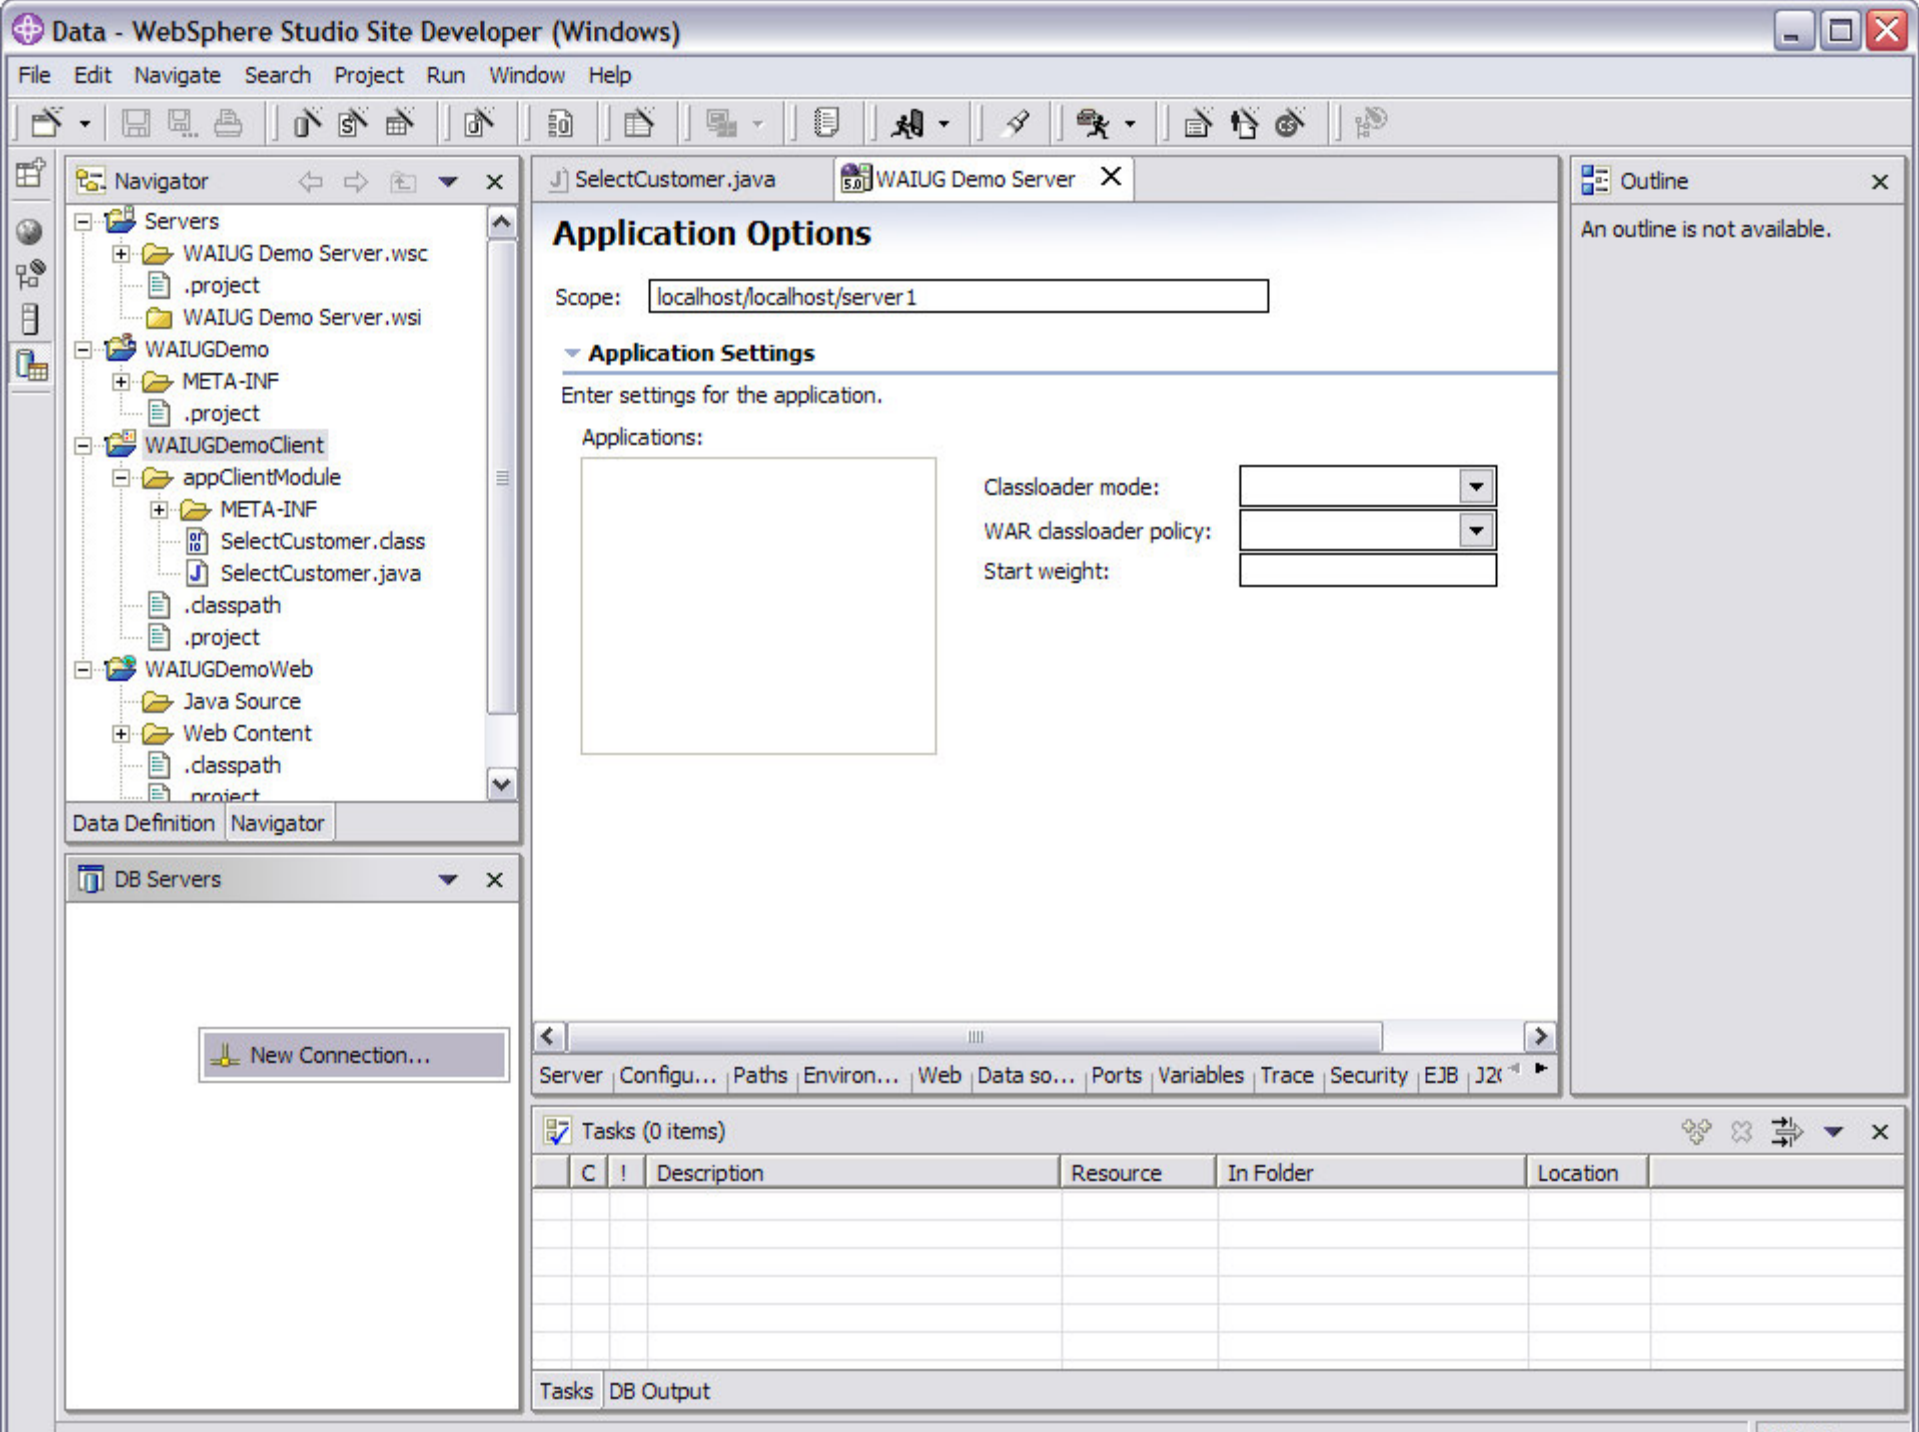 Data - WebSphere Studio Site Developer (Windows)
File Edit Navigate Search Project Run Window Help
Navigator
Servers
WAIUG Demo Server.wsc
.project
WAIUG Demo Server.wsi
WAIUGDemo
META-INF
.project
WAIUGDemoClient
appClientModule
META-INF
SelectCustomer.class
SelectCustomer.java
.classpath
.project
WAIUGDemoWeb
Java Source
Web Content
.classpath
.project
Data Definition Navigator
DB Servers
New Connection...
SelectCustomer.java WAIUG Demo Server
Application Options
Scope: localhost/localhost/server1
Application Settings
Enter settings for the application.
Applications:
Classloader mode:
WAR classloader policy:
Start weight:
Server Configu... Paths Environ... Web Data so... Ports Variables Trace Security EJB
Outline
An outline is not available.
Tasks (0 items)
C ! Description Resource In Folder Location
Tasks DB Output